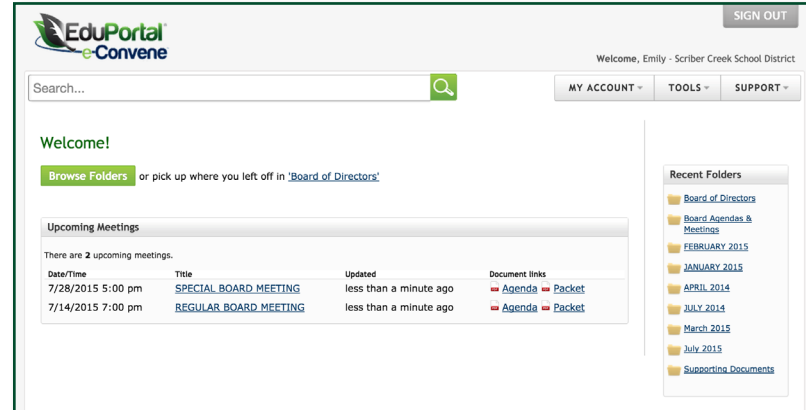 SIGN OUT
EduPortal
e-Convene
Welcome, Emily - Scriber Creek School District
Search...
MY ACCOUNT
TOOLS
SUPPORT
Welcome!
Browse Folders or pick up where you left off in 'Board of Directors'
Upcoming Meetings
There are 2 upcoming meetings.
Date/Time Title Updated Document links
7/28/2015 5:00 pm SPECIAL BOARD MEETING less than a minute ago Agenda Packet
7/14/2015 7:00 pm REGULAR BOARD MEETING less than a minute ago Agenda Packet
Recent Folders
Board of Directors
Board Agendas &
Meetings
FEBRUARY 2015
JANUARY 2015
APRIL 2014
JULY 2014
March 2015
July 2015
Supporting Documents